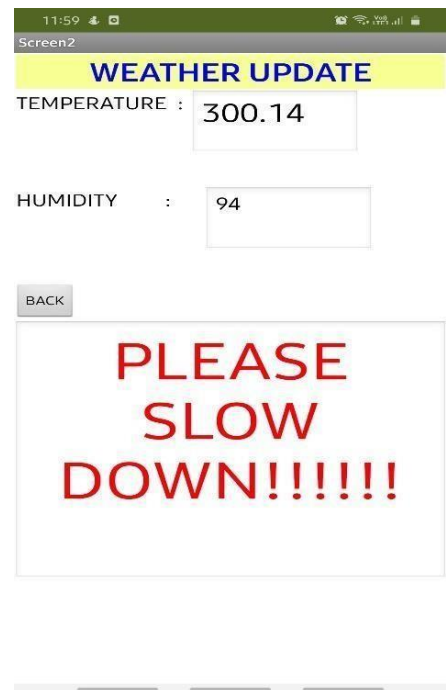 11:59
Screen2
WEATHER UPDATE
TEMPERATURE : 300.14
HUMIDITY : 94
BACK
PLEASE
SLOW
DOWN!!!!!!